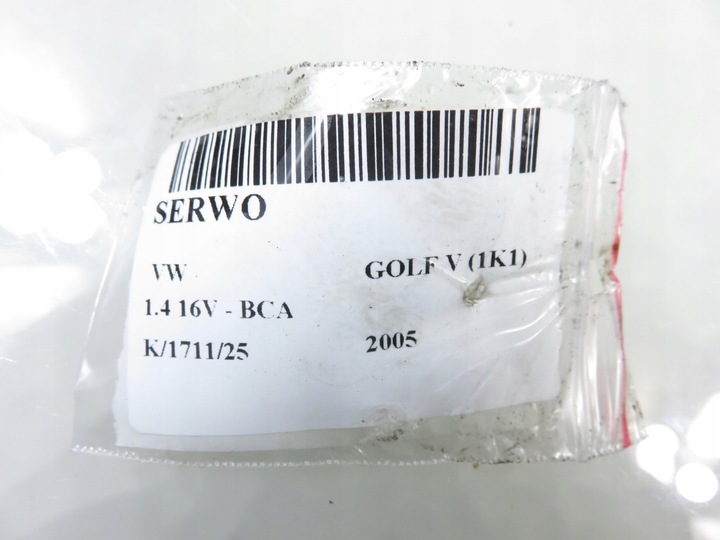 SERWO
VW GOLF V (1K1)
1.4 16V - BCA
K/1711/25 2005